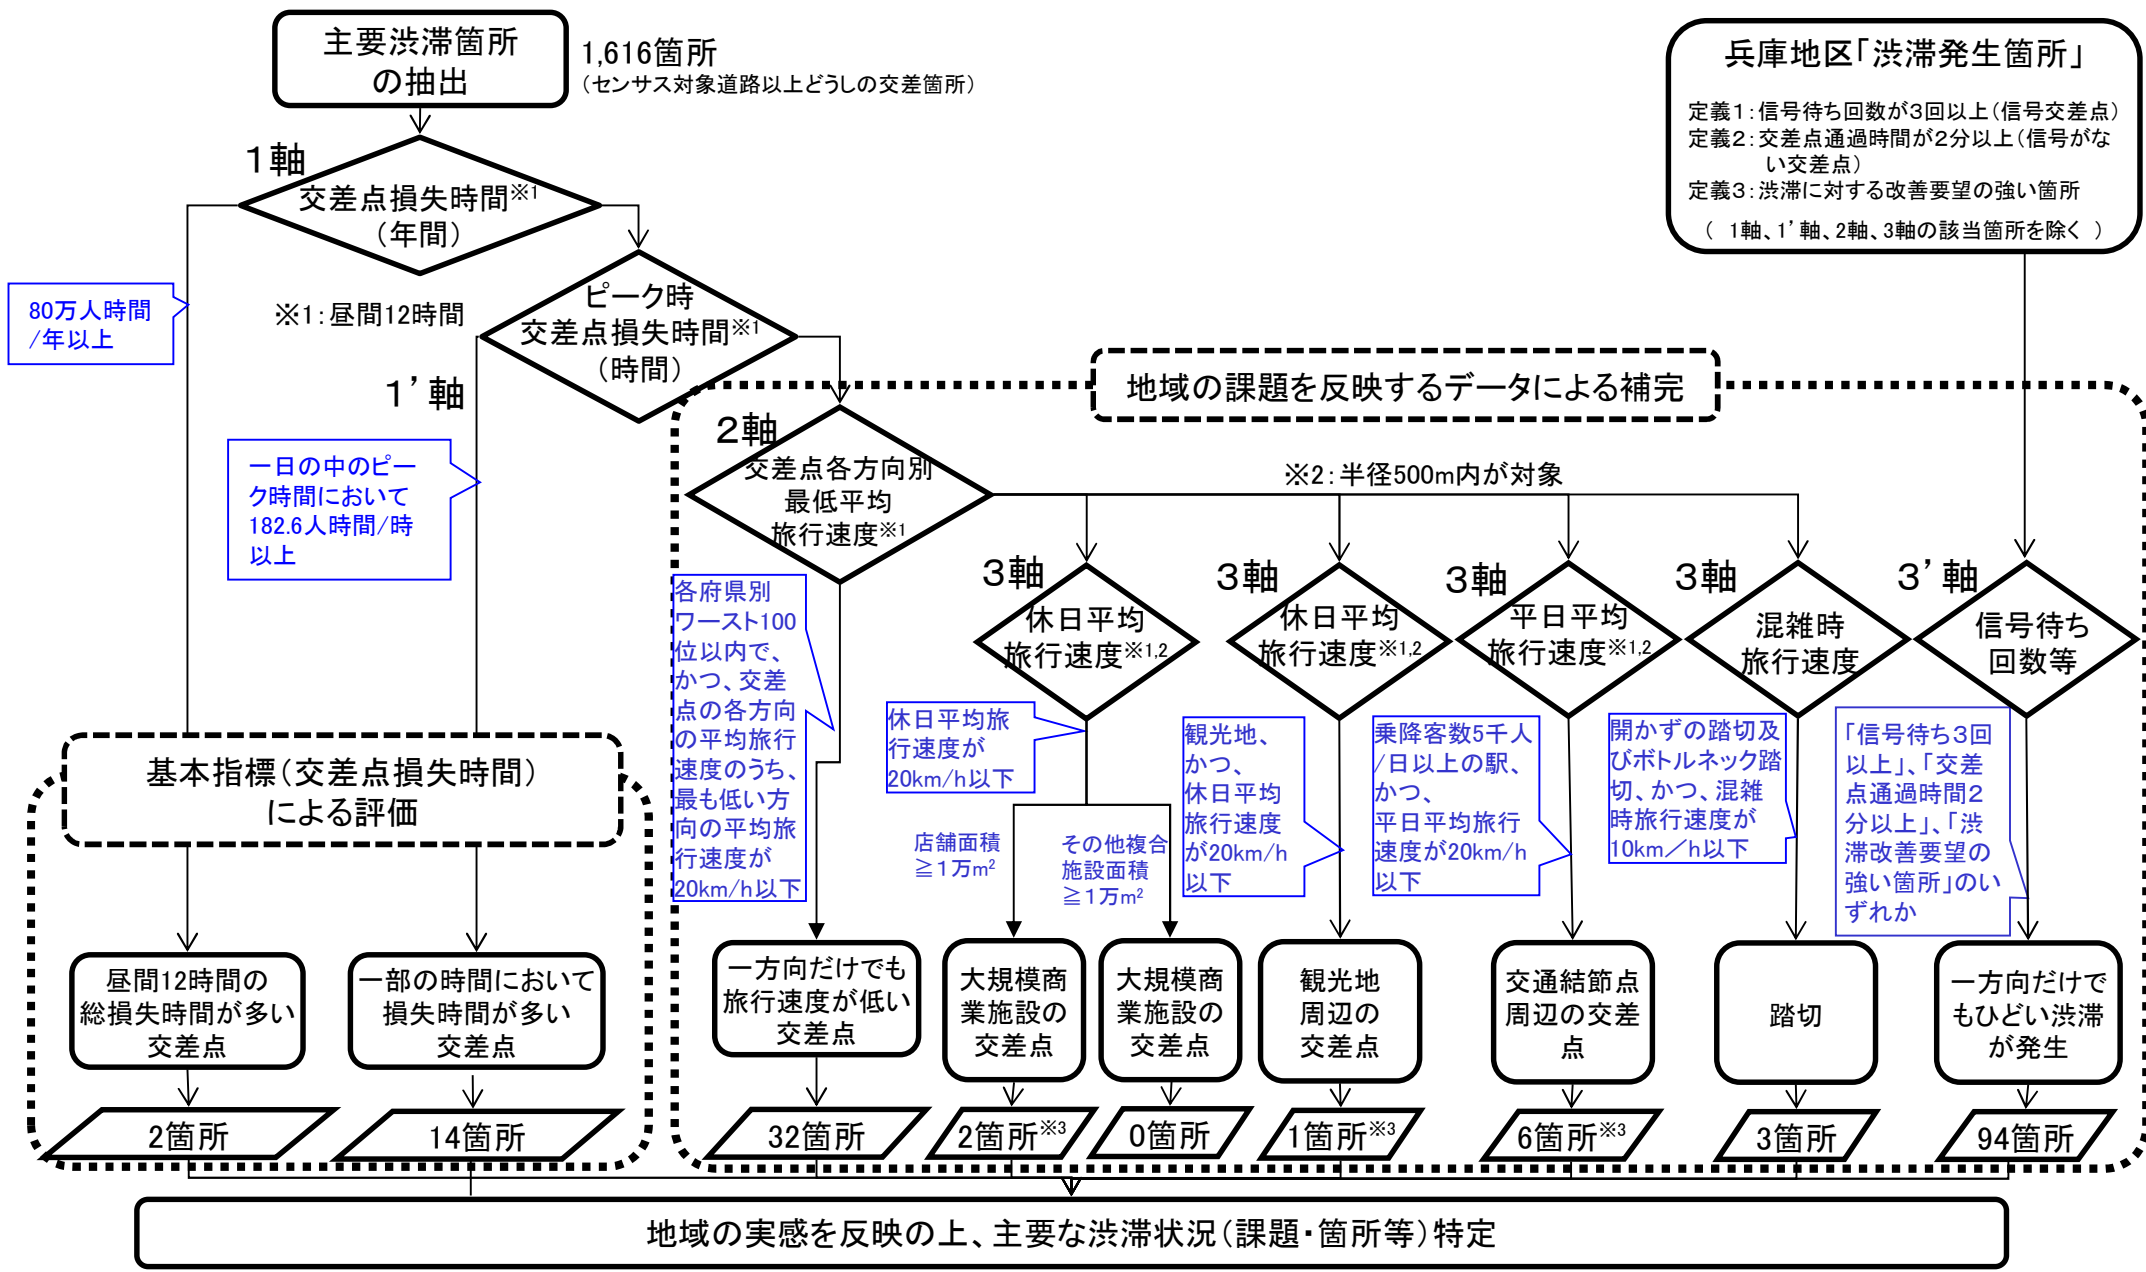 主要渋滞箇所
の抽出
1,616箇所
（センサス対象道路以上どうしの交差箇所）
兵庫地区「渋滞発生箇所」
定義1：信号待ち回数が3回以上（信号交差点）
定義2：交差点通過時間が2分以上（信号がな
い交差点）
定義3：渋滞に対する改善要望の強い箇所
（ 1軸、1’軸、2軸、3軸の該当箇所を除く ）
1軸
交差点損失時間※1
（年間）
80万人時間
/年以上
※1：昼間12時間
ピーク時
交差点損失時間※1
（時間）
1’軸
一日の中のピー
ク時間において
182.6人時間/時
以上
地域の課題を反映するデータによる補完
2軸
交差点各方向別
最低平均
旅行速度※1
※2：半径500m内が対象
各府県別
ワースト100
位以内で、
かつ、交差
点の各方向
の平均旅行
速度のうち、
最も低い方
向の平均旅
行速度が
20km/h以下
3軸
休日平均
旅行速度※1,2
休日平均旅
行速度が
20km/h以下
店舗面積
≧1万m²
その他複合
施設面積
≧1万m²
3軸
休日平均
旅行速度※1,2
観光地、
かつ、
休日平均
旅行速度
が20km/h
以下
3軸
平日平均
旅行速度※1,2
乗降客数5千人
/日以上の駅、
かつ、
平日平均旅行
速度が20km/h
以下
3軸
混雑時
旅行速度
開かずの踏切及
びボトルネック踏
切、かつ、混雑
時旅行速度が
10km／h以下
3’軸
信号待ち
回数等
「信号待ち3回
以上」、「交差
点通過時間2
分以上」、「渋
滞改善要望の
強い箇所」のい
ずれか
基本指標（交差点損失時間）
による評価
昼間12時間の
総損失時間が多い
交差点
一部の時間において
損失時間が多い
交差点
一方向だけでも
旅行速度が低い
交差点
大規模商
業施設の
交差点
大規模商
業施設の
交差点
観光地
周辺の
交差点
交通結節点
周辺の交差
点
踏切
一方向だけで
もひどい渋滞
が発生
2箇所
14箇所
32箇所
2箇所※3
0箇所
1箇所※3
6箇所※3
3箇所
94箇所
地域の実感を反映の上、主要な渋滞状況（課題・箇所等）特定